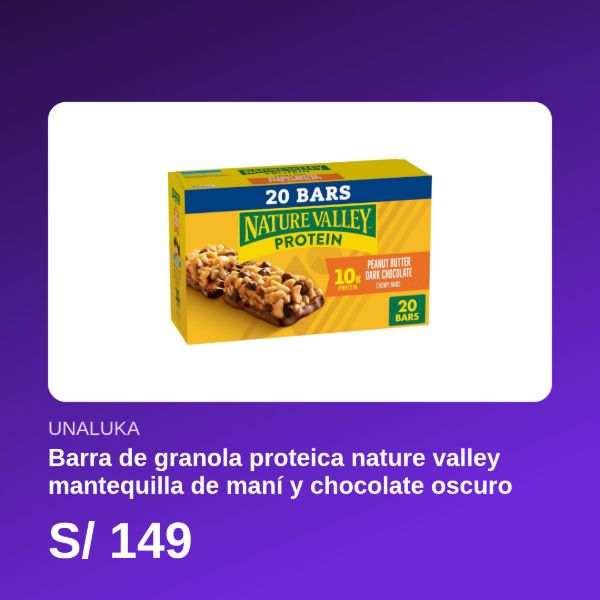 20 BARS
NATURE VALLEY
PROTEIN
10g
PROTEIN
PEANUT BUTTER
DARK CHOCOLATE
CHEWY BARS
20
BARS
UNALUKA
Barra de granola proteica nature valley
mantequilla de maní y chocolate oscuro
S/ 149